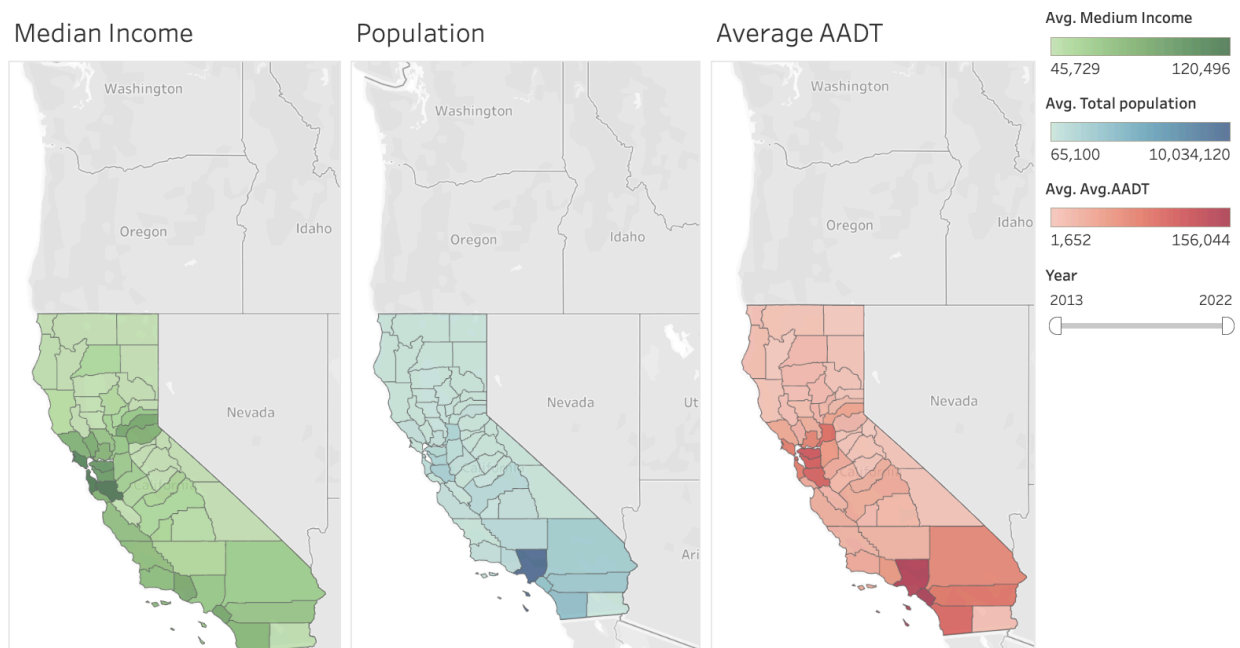 Median Income
Population
Average AADT
Washington
Oregon
Idaho
Nevada
Washington
Oregon
Idaho
Nevada
Ut
Ari
Washington
Oregon
Idaho
Nevada
Avg. Medium Income
45,729 120,496
Avg. Total population
65,100 10,034,120
Avg. Avg.AADT
1,652 156,044
Year
2013 2022